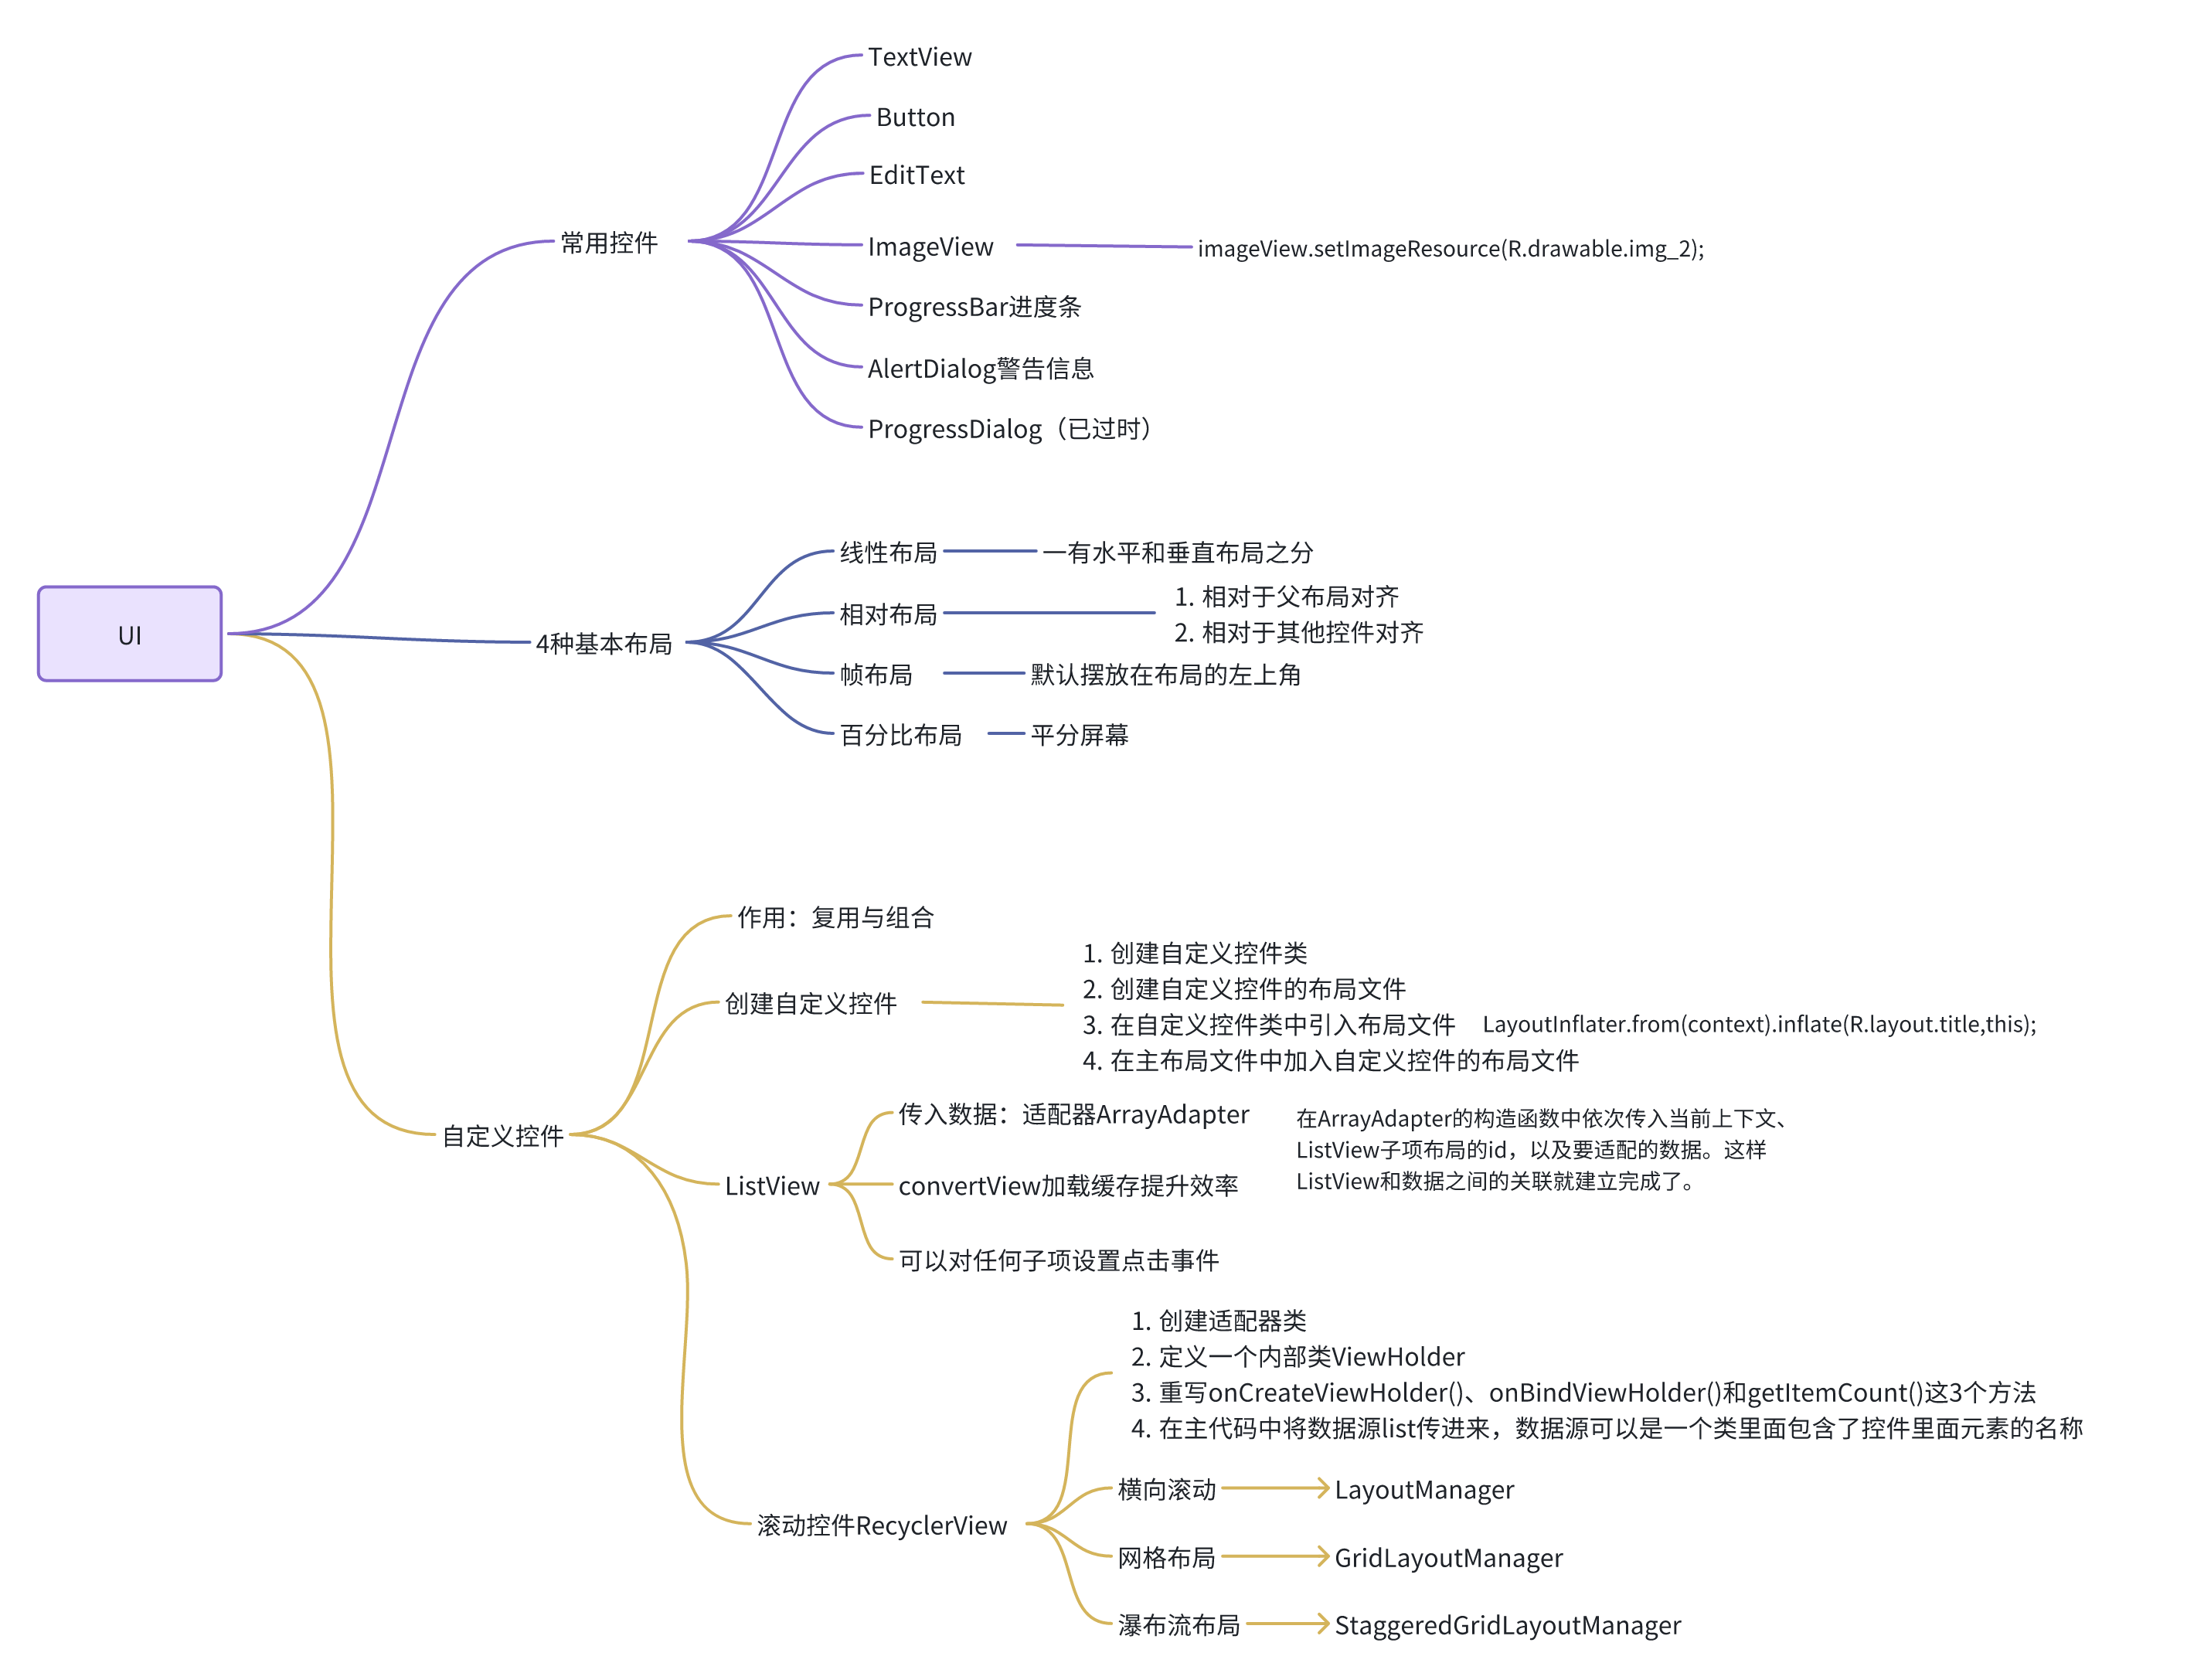 UI
常用控件
TextView
Button
EditText
ImageView
imageView.setImageResource(R.drawable.img_2);
ProgressBar进度条
AlertDialog警告信息
ProgressDialog（已过时）
4种基本布局
线性布局
一有水平和垂直布局之分
相对布局
1. 相对于父布局对齐
2. 相对于其他控件对齐
帧布局
默认摆放在布局的左上角
百分比布局
平分屏幕
自定义控件
作用：复用与组合
创建自定义控件
1. 创建自定义控件类
2. 创建自定义控件的布局文件
3. 在自定义控件类中引入布局文件 LayoutInflater.from(context).inflate(R.layout.title,this);
4. 在主布局文件中加入自定义控件的布局文件
ListView
传入数据：适配器ArrayAdapter
在ArrayAdapter的构造函数中依次传入当前上下文、
ListView子项布局的id，以及要适配的数据。这样
ListView和数据之间的关联就建立完成了。
convertView加载缓存提升效率
可以对任何子项设置点击事件
滚动控件RecyclerView
1. 创建适配器类
2. 定义一个内部类ViewHolder
3. 重写onCreateViewHolder()、onBindViewHolder()和getItemCount()这3个方法
4. 在主代码中将数据源list传进来，数据源可以是一个类里面包含了控件里面元素的名称
横向滚动
LayoutManager
网格布局
GridLayoutManager
瀑布流布局
StaggeredGridLayoutManager